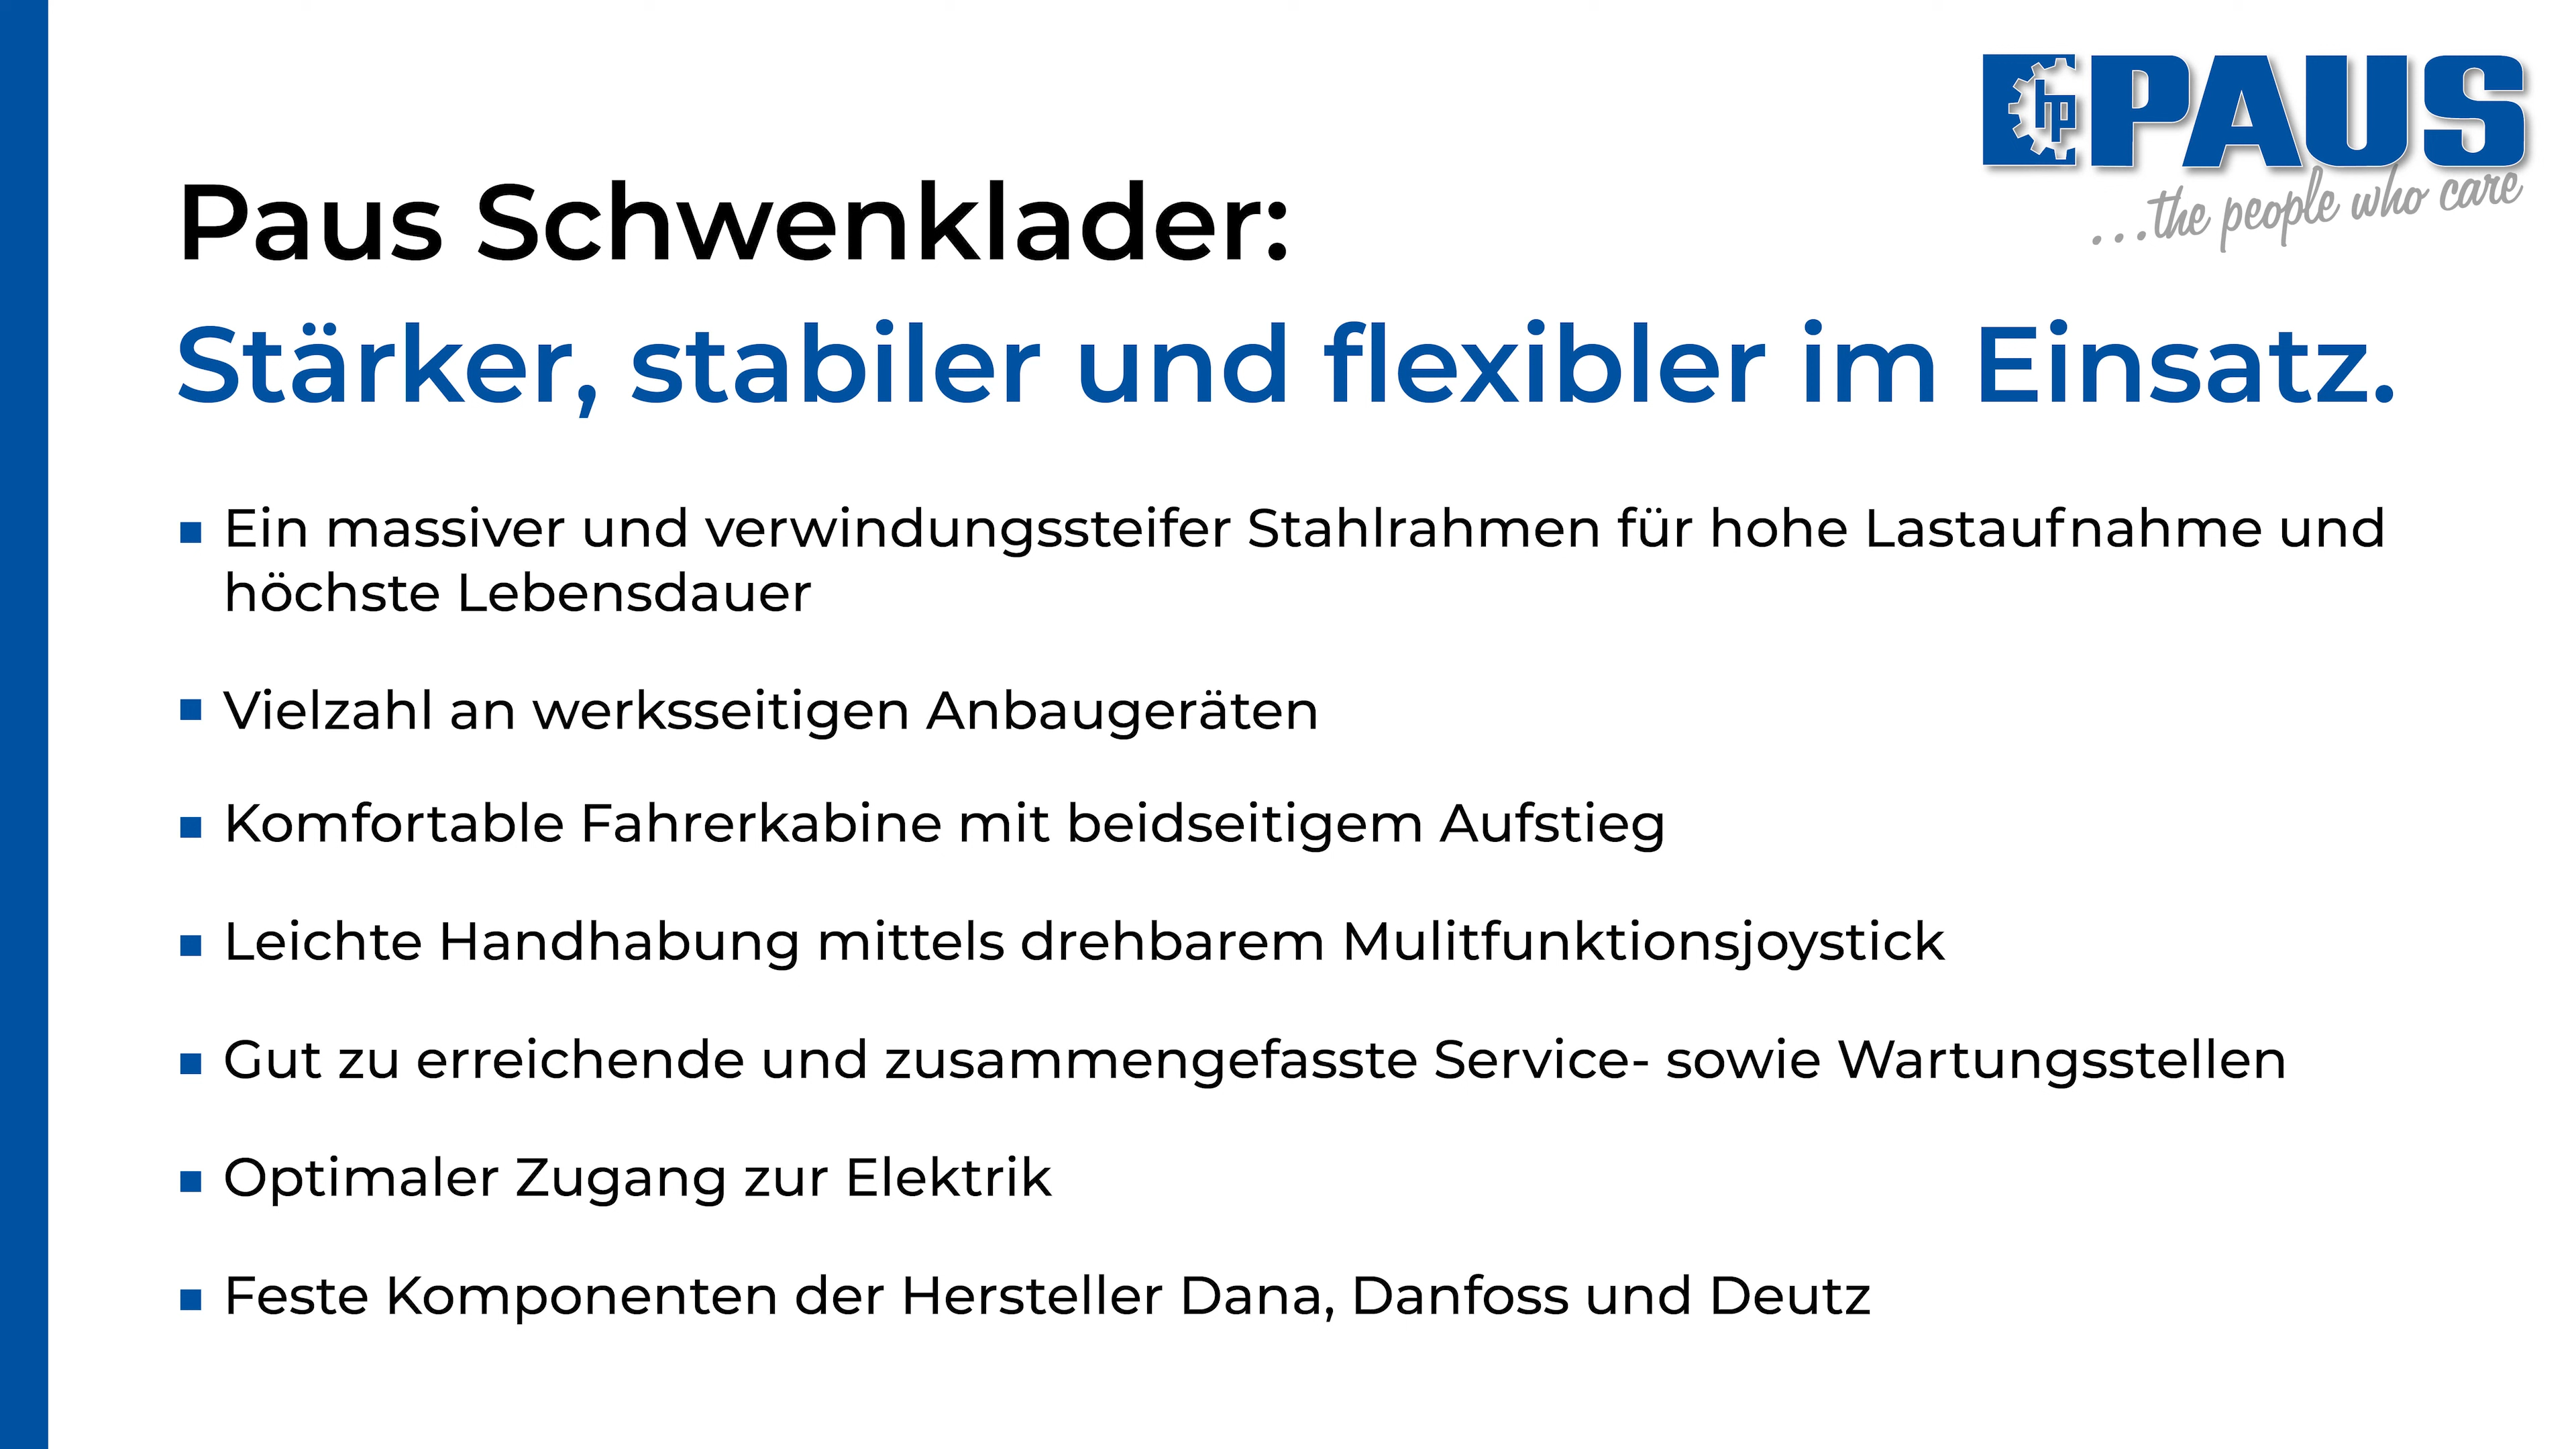 hp PAUS
...the people who care
Paus Schwenklader:
Stärker, stabiler und flexibler im Einsatz.
▪ Ein massiver und verwindungssteifer Stahlrahmen für hohe Lastaufnahme und
höchste Lebensdauer
▪ Vielzahl an werksseitigen Anbaugeräten
▪ Komfortable Fahrerkabine mit beidseitigem Aufstieg
▪ Leichte Handhabung mittels drehbarem Mulitfunktionsjoystick
▪ Gut zu erreichende und zusammengefasste Service- sowie Wartungsstellen
▪ Optimaler Zugang zur Elektrik
▪ Feste Komponenten der Hersteller Dana, Danfoss und Deutz